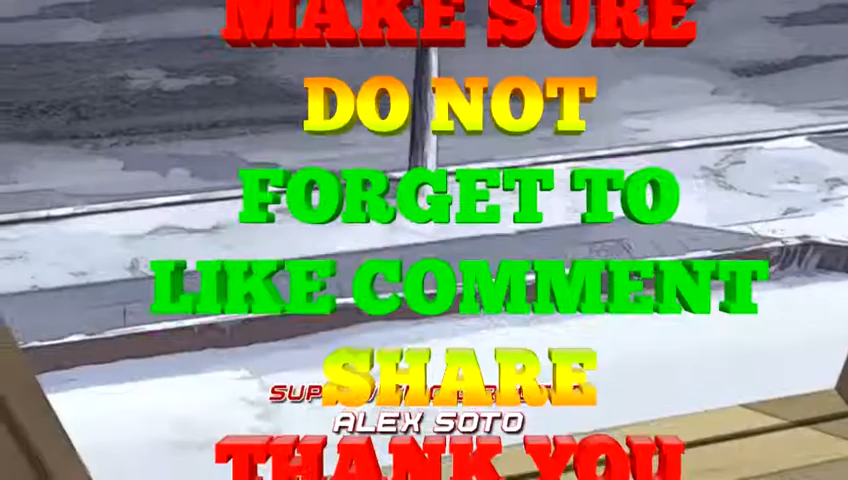 MAKE SURE
DO NOT
FORGET TO
LIKE COMMENT
SHARE
ALEX SOTO
THANK YOU